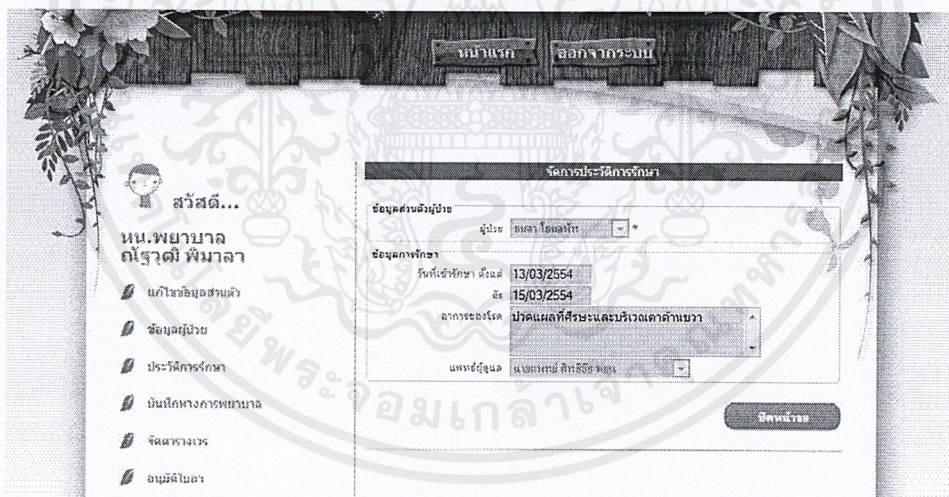 หน้าแรก ออกจากระบบ
สวัสดี...
หน.พยาบาล
ณัฐวุฒิ พิมาลา
แก้ไขข้อมูลส่วนตัว
ข้อมูลผู้ป่วย
ประวัติการรักษา
บันทึกทางการพยาบาล
จัดตารางเวร
อนุมัติใบลา
จัดการประวัติการรักษา
ข้อมูลส่วนตัวผู้ป่วย
ผู้ป่วย *
ข้อมูลการรักษา
วันที่เข้ารักษา ตั้งแต่ 13/03/2554
ถึง 15/03/2554
อาการของโรค ปวดแผลที่ศีรษะและบริเวณตาด้านขวา
แพทย์ผู้ดูแล นายแพทย์
ปิดหน้าจอ